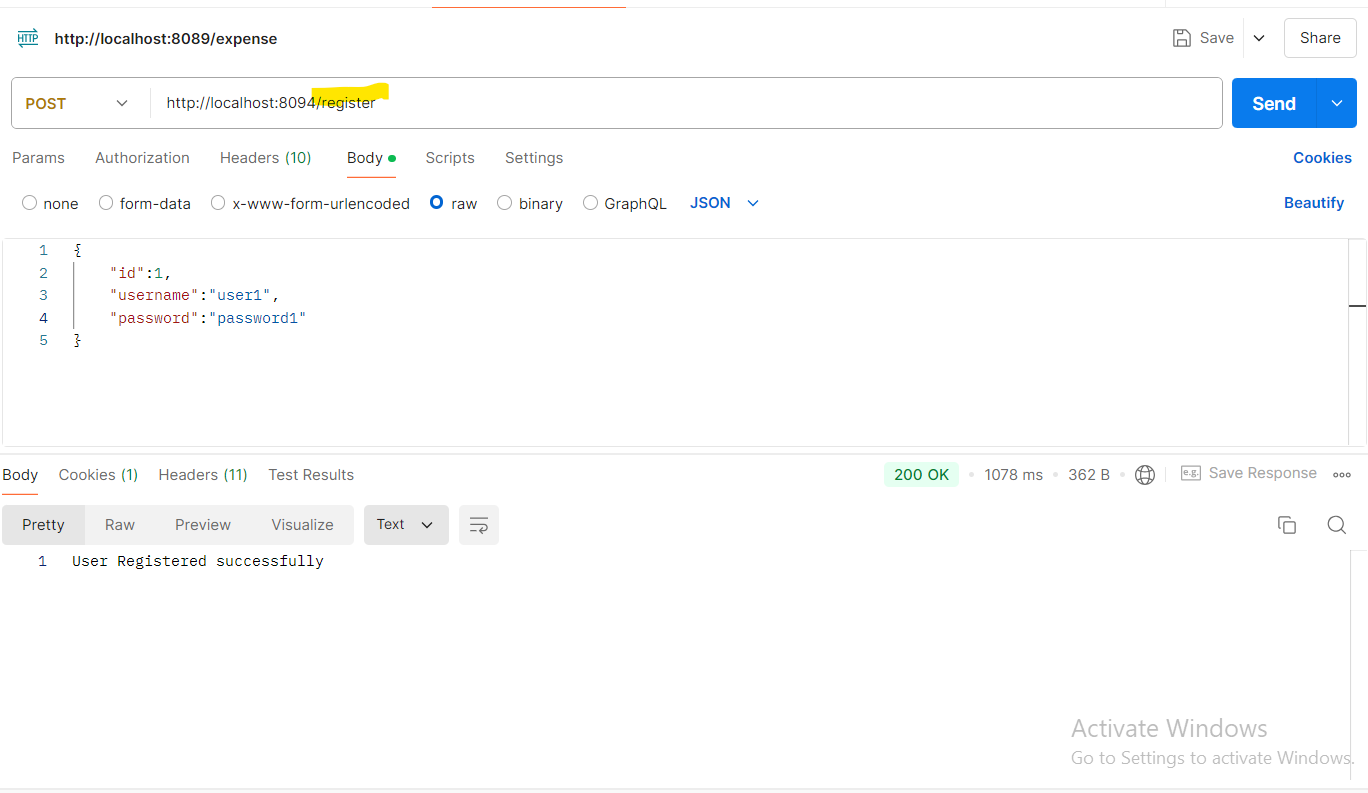 HTTP http://localhost:8089/expense Save Share
POST http://localhost:8094/register Send
Params Authorization Headers (10) Body Scripts Settings Cookies
none form-data x-www-form-urlencoded raw binary GraphQL JSON Beautify
1 {
2 "id":1,
3 "username":"user1",
4 "password":"password1"
5 }
Body Cookies (1) Headers (11) Test Results 200 OK 1078 ms 362 B e.g. Save Response
Pretty Raw Preview Visualize Text
1 User Registered successfully
Activate Windows
Go to Settings to activate Windows.